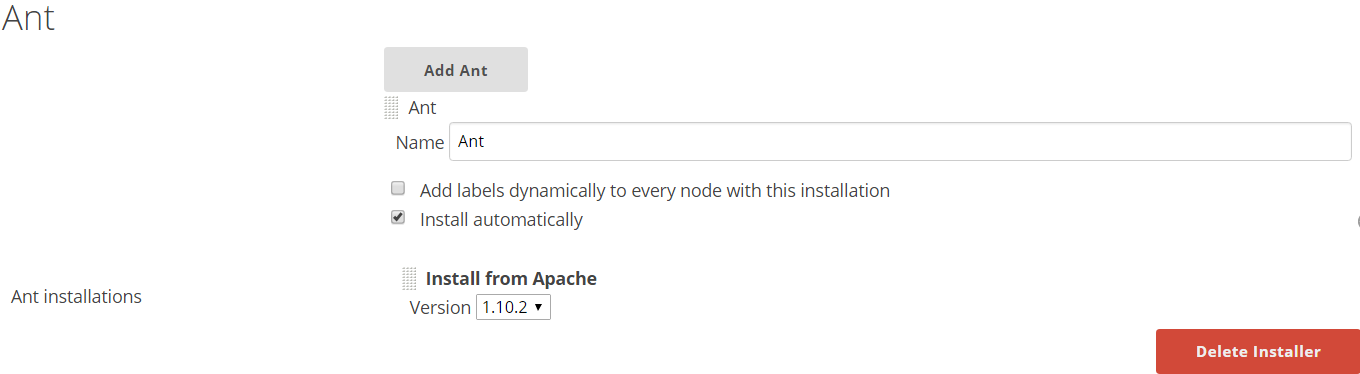 Ant
Add Ant
Ant
Name Ant
Add labels dynamically to every node with this installation
Install automatically
Install from Apache
Ant installations
Version 1.10.2
Delete Installer